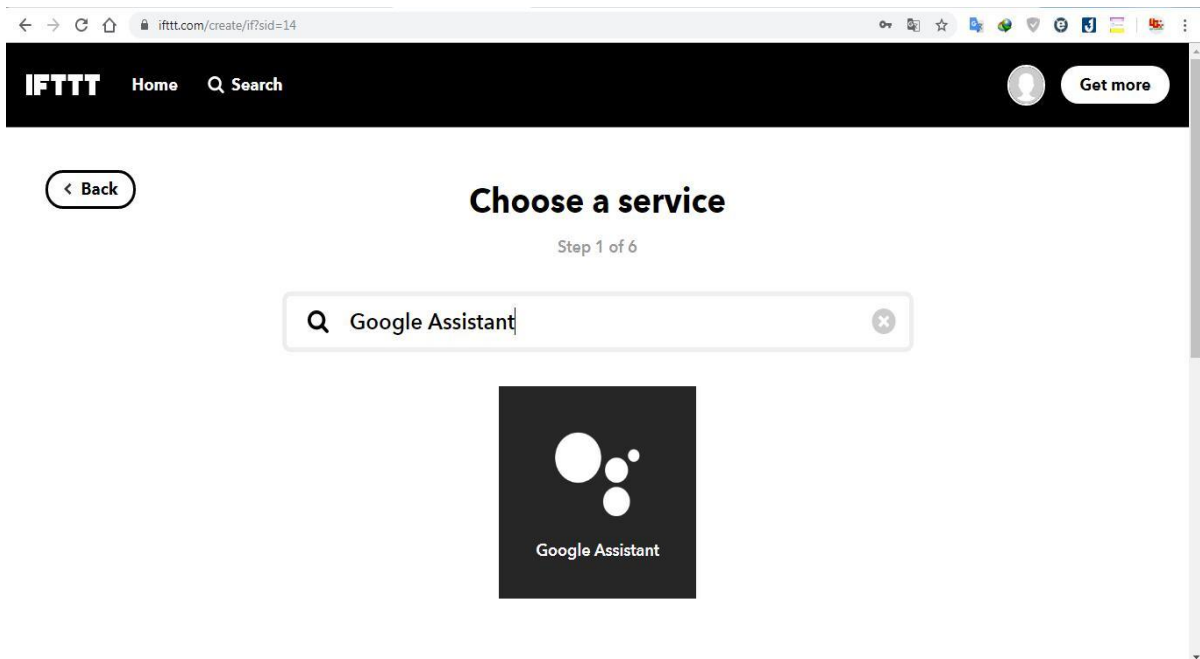 ifttt.com/create/if?sid=14
IFTTT Home Search Get more
Back
Choose a service
Step 1 of 6
Google Assistant
Google Assistant